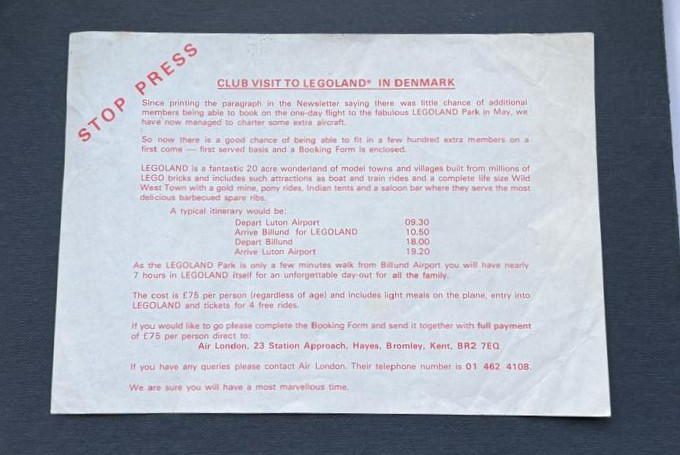 STOP PRESS
CLUB VISIT TO LEGOLAND® IN DENMARK
Since printing the paragraph in the Newsletter saying there was little chance of additional
members being able to book on the one-day flight to the fabulous LEGOLAND Park in May, we
have now managed to charter some extra aircraft.
So now there is a good chance of being able to fit in a few hundred extra members on a
first come — first served basis and a Booking Form is enclosed.
LEGOLAND is a fantastic 20 acre wonderland of model towns and villages built from millions of
LEGO bricks and includes such attractions as boat and train rides and a complete life size Wild
West Town with a gold mine, pony rides, Indian tents and a saloon bar where they serve the most
delicious barbecued spare ribs.
A typical itinerary would be:
Depart Luton Airport 09.30
Arrive Billund for LEGOLAND 10.50
Depart Billund 18.00
Arrive Luton Airport 19.20
As the LEGOLAND Park is only a few minutes walk from Billund Airport you will have nearly
7 hours in LEGOLAND itself for an unforgettable day-out for all the family.
The cost is £75 per person (regardless of age) and includes light meals on the plane, entry into
LEGOLAND and tickets for 4 free rides.
If you would like to go please complete the Booking Form and send it together with full payment
of £75 per person direct to:
Air London, 23 Station Approach, Hayes, Bromley, Kent, BR2 7EQ
If you have any queries please contact Air London. Their telephone number is 01 462 4108.
We are sure you will have a most marvellous time.